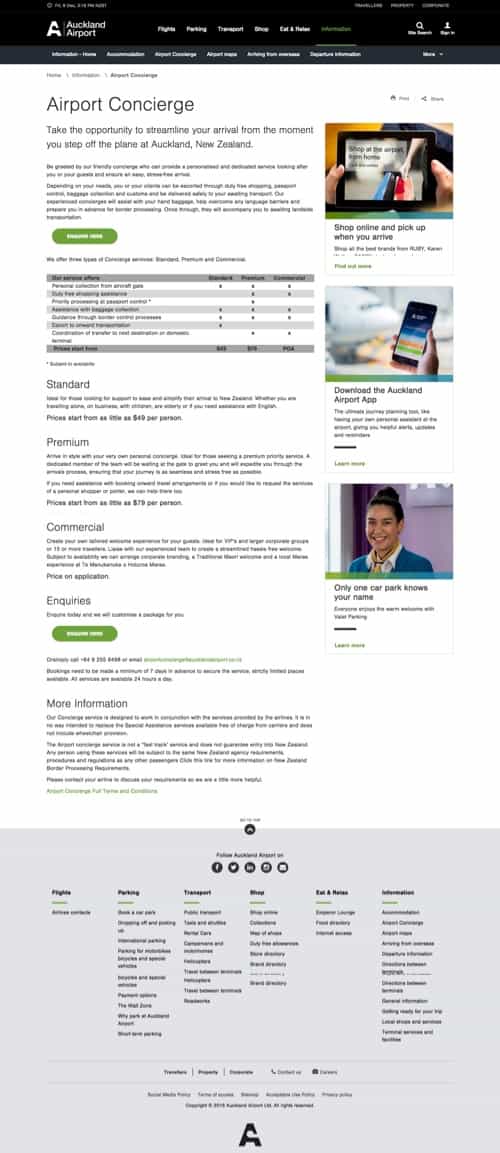 Fri, 9 Dec, 3:15 PM NZDT
TRAVELLERS PROPERTY CORPORATE
Auckland
Airport
Flights Parking Transport Shop Eat & Relax Information
Site Search Sign in
Information - Home Accommodation Airport Concierge Airport maps Arriving from overseas Departure information More
Home Information Airport Concierge
Airport Concierge
Print Share
Take the opportunity to streamline your arrival from the moment
you step off the plane at Auckland, New Zealand.
Be greeted by our friendly concierge who can provide a personalised and dedicated service looking after
you or your guests and ensure an easy, stress-free arrival.
Depending on your needs, you or your clients can be escorted through duty free shopping, passport
control, baggage collection and customs and be delivered safely to your awaiting transport. Our
experienced concierges will assist with your hand baggage, help overcome any language barriers and
prepare you in advance for border processing. Once through, they will accompany you to awaiting landside
transportation.
ENQUIRE HERE
We offer three types of Concierge services: Standard, Premium and Commercial.
Our service offers Standard Premium Commercial
Personal collection from aircraft gate x x x
Duty free shopping assistance x x
Priority processing at passport control * x
Assistance with baggage collection x x x
Guidance through border control processes x x x
Escort to onward transportation x
Coordination of transfer to next destination or domestic x x
terminal
Prices start from $49 $79 POA
* Subject to availability
Standard
Ideal for those looking for support to ease and simplify their arrival to New Zealand. Whether you are
travelling alone, on business, with children, are elderly or if you need assistance with English.
Prices start from as little as $49 per person.
Premium
Arrive in style with your very own personal concierge. Ideal for those seeking a premium priority service. A
dedicated member of the team will be waiting at the gate to greet you and will expedite you through the
arrivals process, ensuring that your journey is as seamless and stress free as possible.
If you need assistance with booking onward travel arrangements or if you would like to request the services
of a personal shopper or porter, we can help there too.
Prices start from as little as $79 per person.
Commercial
Create your own tailored welcome experience for your guests. Ideal for VIP's and larger corporate groups
of 15 or more travellers. Liaise with our experienced team to create a streamlined hassle free welcome.
Subject to availability we can arrange corporate branding, a Traditional Maori welcome and a local Marae
experience at Te Manukanuka o Hoturoa Marae.
Price on application.
Enquiries
Enquire today and we will customise a package for you.
ENQUIRE HERE
Or simply call +64 9 255 8498 or email airportconcierge@aucklandairport.co.nz
Bookings need to be made a minimum of 7 days in advance to secure the service, strictly limited places
available. All services are available 24 hours a day.
More Information
Our Concierge service is designed to work in conjunction with the services provided by the airlines. It is in
no way intended to replace the Special Assistance services available free of charge from carriers and does
not include wheelchair provision.
The Airport concierge service is not a 'fast track' service and does not guarantee entry into New Zealand.
Any person using these services will be subject to the same New Zealand agency requirements,
procedures and regulations as any other passengers Click this link for more information on New Zealand
Border Processing Requirements.
Please contact your airline to discuss your requirements so we are a little more helpful.
Airport Concierge Full Terms and Conditions
Shop at the airport
from home
Shop online and pick up
when you arrive
Shop all the best brands from RUBY, Karen
Find out more
Download the Auckland
Airport App
The ultimate journey planning tool, like
having your own personal assistant at the
airport, giving you helpful alerts, updates
and reminders
Learn more
Only one car park knows
your name
Everyone enjoys the warm welcome with
Valet Parking
Learn more
GO TO TOP
Follow Auckland Airport on
Flights
Airlines contacts
Parking
Book a car park
Dropping off and picking
up
International parking
Parking for motorbikes
bicycles and special
vehicles
bicycles and special
vehicles
Payment options
The Wall Zone
Why park at Auckland
Airport
Short-term parking
Transport
Public transport
Taxis and shuttles
Rental Cars
Campervans and
motorhomes
Helicopters
Travel between terminals
Helicopters
Travel between terminals
Roadworks
Shop
Shop online
Collections
Map of shops
Duty free allowances
Store directory
Brand directory
Brand directory
Eat & Relax
Emperor Lounge
Food directory
Internet access
Information
Accommodation
Airport Concierge
Airport maps
Arriving from overseas
Departure information
Directions between
terminals
Directions between
terminals
General information
Getting ready for your trip
Local shops and services
Terminal services and
facilities
Travellers Property Corporate Contact us Careers
Social Media Policy Terms of access Sitemap Acceptable Use Policy Privacy policy
Copyright © 2016 Auckland Airport Ltd. All rights reserved.